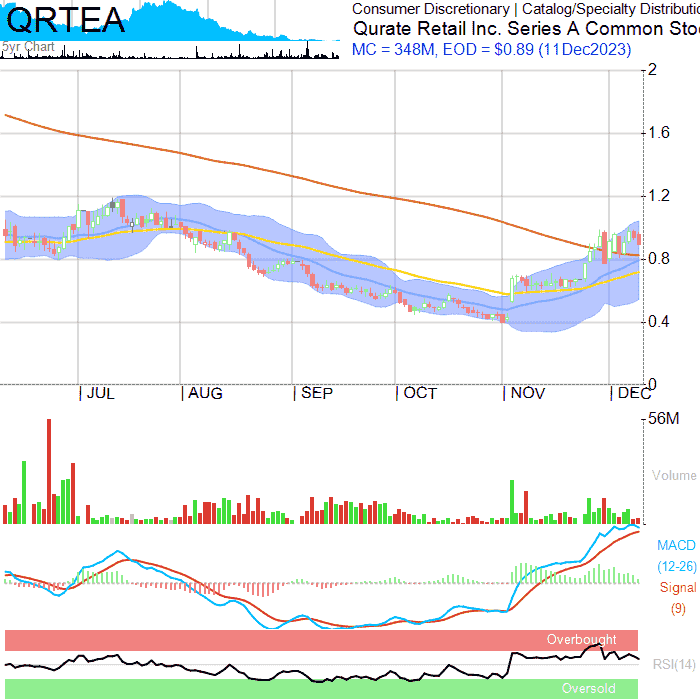 QRTEA
5yr Chart
Consumer Discretionary | Catalog/Specialty Distributio
Qurate Retail Inc. Series A Common Sto
MC = 348M, EOD = $0.89 (11Dec2023)
2
1.6
1.2
0.8
0.4
0
JUL AUG SEP OCT NOV DEC
56M
Volume
MACD
(12-26)
Signal
(9)
Overbought
RSI(14)
Oversold